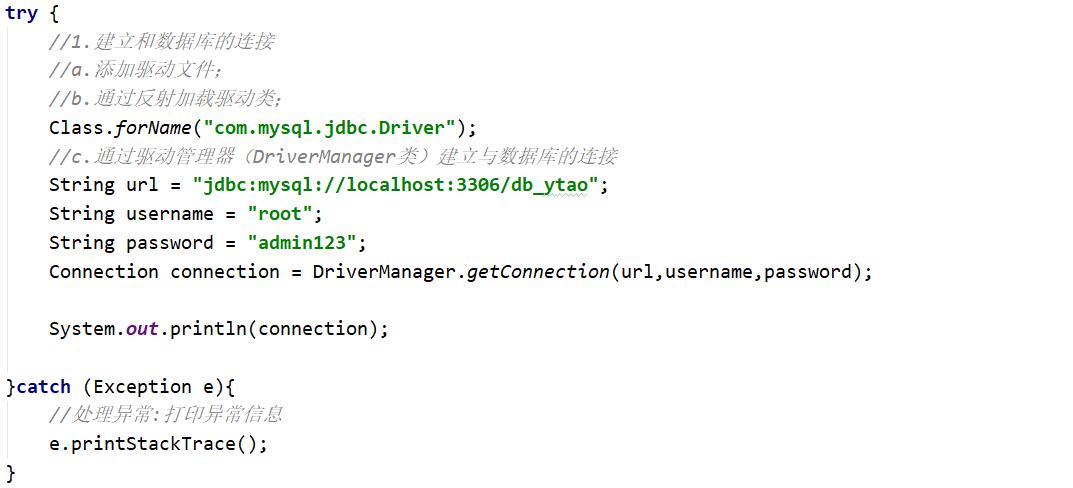 try {
//1.建立和数据库的连接
//a.添加驱动文件;
//b.通过反射加载驱动类;
Class.forName("com.mysql.jdbc.Driver");
//c.通过驱动管理器（DriverManager类）建立与数据库的连接
String url = "jdbc:mysql://localhost:3306/db_ytao";
String username = "root";
String password = "admin123";
Connection connection = DriverManager.getConnection(url,username,password);
System.out.println(connection);
}catch (Exception e){
//处理异常:打印异常信息
e.printStackTrace();
}